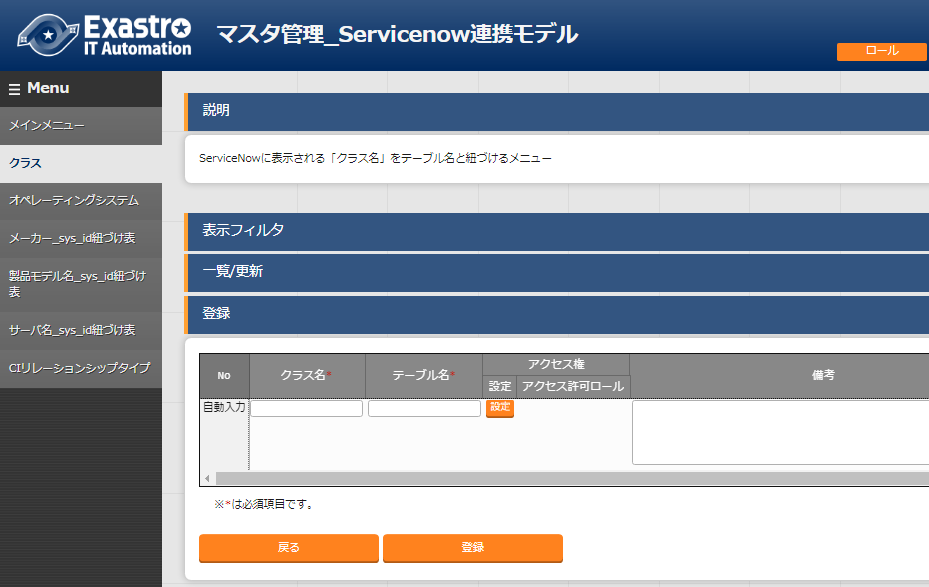 Exastro
IT Automation
マスタ管理_Servicenow連携モデル
ロール
Menu
メインメニュー
クラス
オペレーティングシステム
メーカー_sys_id紐づけ表
製品モデル名_sys_id紐づけ
表
サーバ名_sys_id紐づけ表
CIリレーションシップタイプ
説明
ServiceNowに表示される「クラス名」をテーブル名と紐づけるメニュー
表示フィルタ
一覧/更新
登録
No
クラス名*
テーブル名*
アクセス権
設定
アクセス許可ロール
備考
自動入力
設定
※*は必須項目です。
戻る
登録